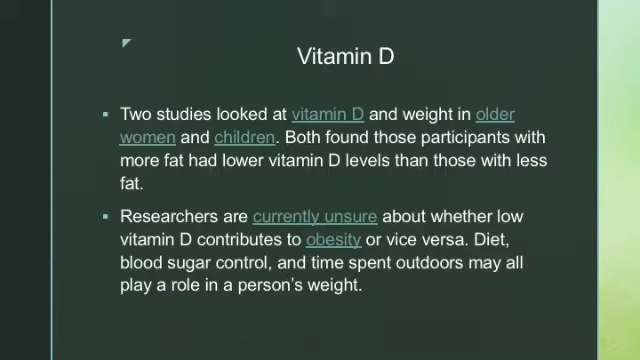 Vitamin D
▪ Two studies looked at vitamin D and weight in older
women and children. Both found those participants with
more fat had lower vitamin D levels than those with less
fat.
▪ Researchers are currently unsure about whether low
vitamin D contributes to obesity or vice versa. Diet,
blood sugar control, and time spent outdoors may all
play a role in a person’s weight.